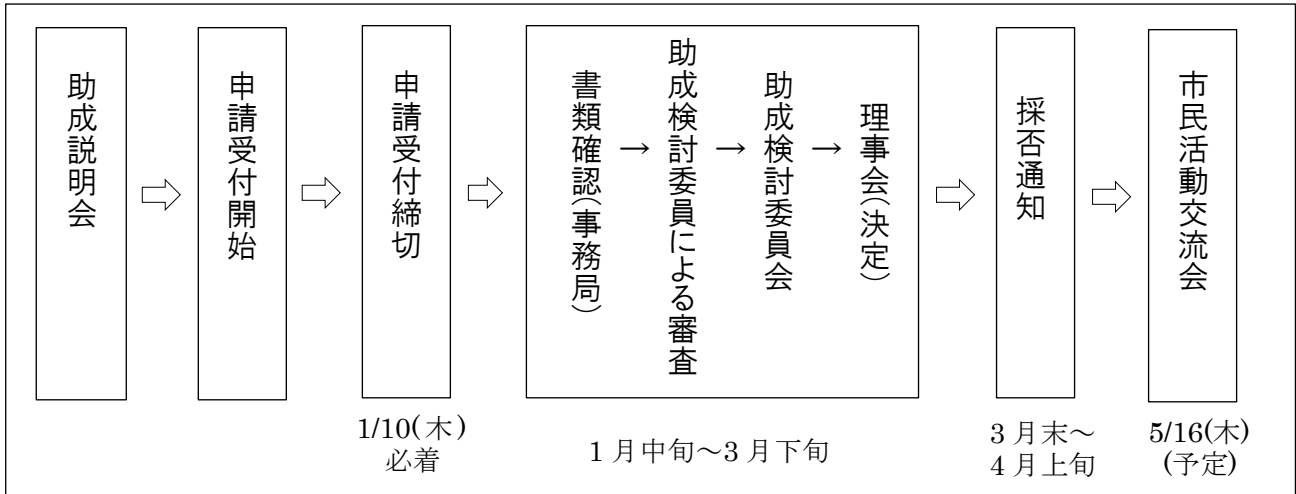 助成説明会
申請受付開始
申請受付締切
1/10(木)
必着
書類確認（事務局）
→
助成検討委員による審査
→
助成検討委員会
→
理事会（決定）
1月中旬～3月下旬
採否通知
3月末～
4月上旬
市民活動交流会
5/16(木)
(予定)